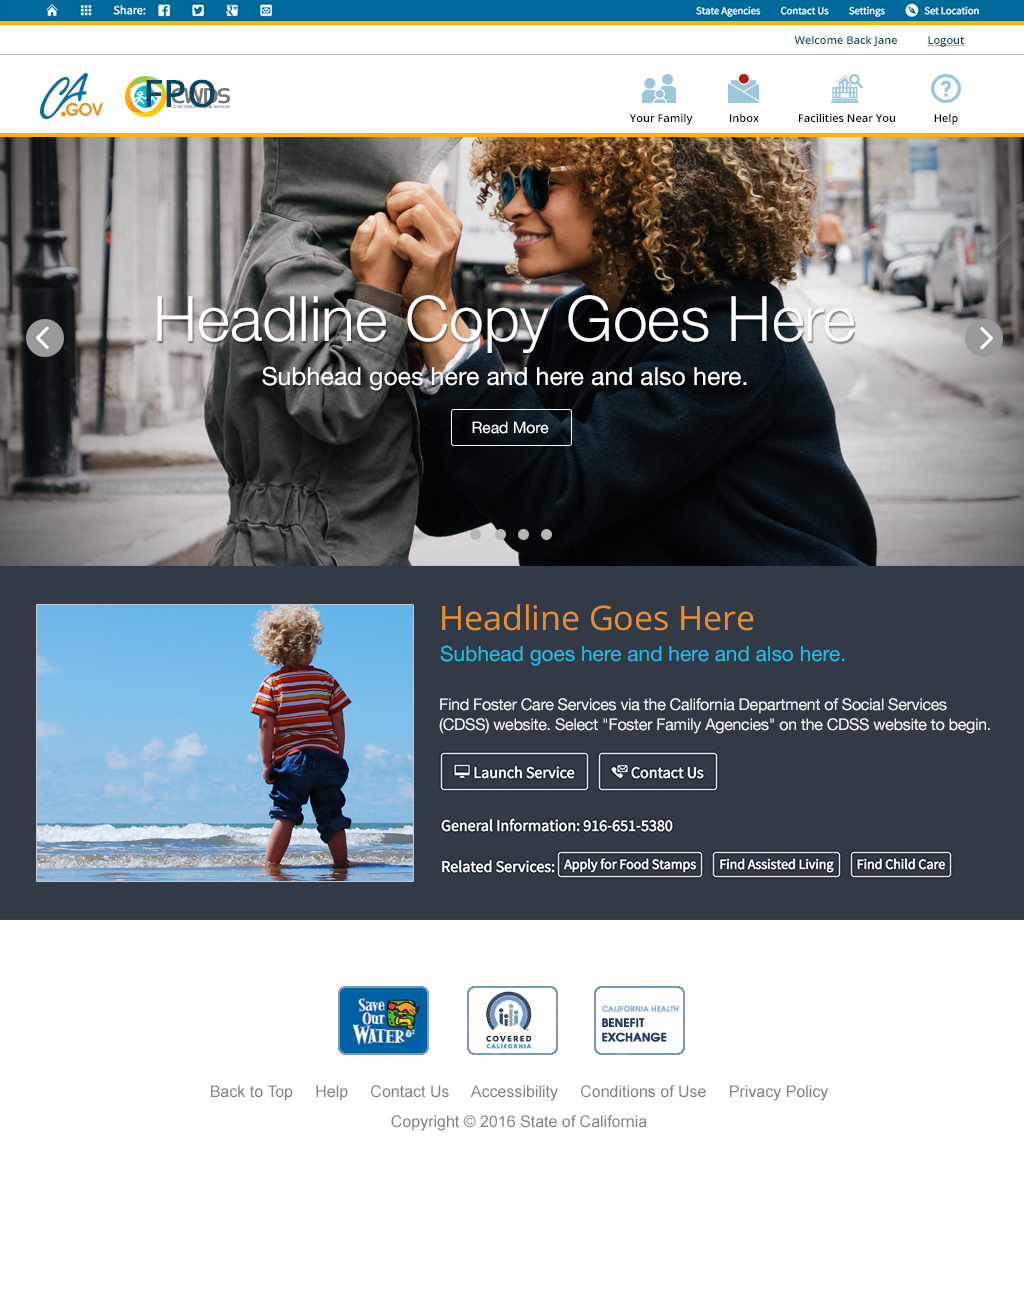 Share:
State Agencies Contact Us Settings Set Location
Welcome Back Jane Logout
CA.GOV
FPO
CWDS
Your Family Inbox Facilities Near You Help
Headline Copy Goes Here
Subhead goes here and here and also here.
Read More
Headline Goes Here
Subhead goes here and here and also here.
Find Foster Care Services via the California Department of Social Services
(CDSS) website. Select "Foster Family Agencies" on the CDSS website to begin.
Launch Service Contact Us
General Information: 916-651-5380
Related Services: Apply for Food Stamps Find Assisted Living Find Child Care
Save
Our
Water
COVERED
CALIFORNIA
CALIFORNIA HEALTH
BENEFIT
EXCHANGE
Back to Top Help Contact Us Accessibility Conditions of Use Privacy Policy
Copyright © 2016 State of California